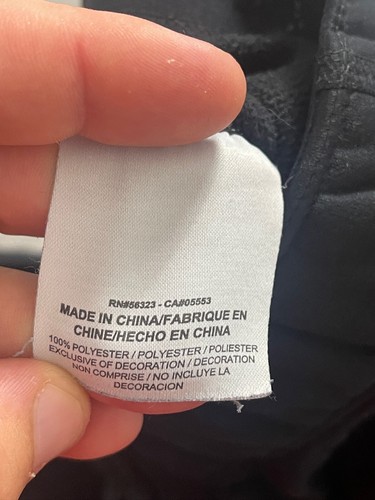 RN#56323 - CA#05553
MADE IN CHINA/FABRIQUE EN
CHINE/HECHO EN CHINA
100% POLYESTER / POLYESTER / POLIESTER
EXCLUSIVE OF DECORATION / DECORATION
NON COMPRISE / NO INCLUYE LA
DECORACION